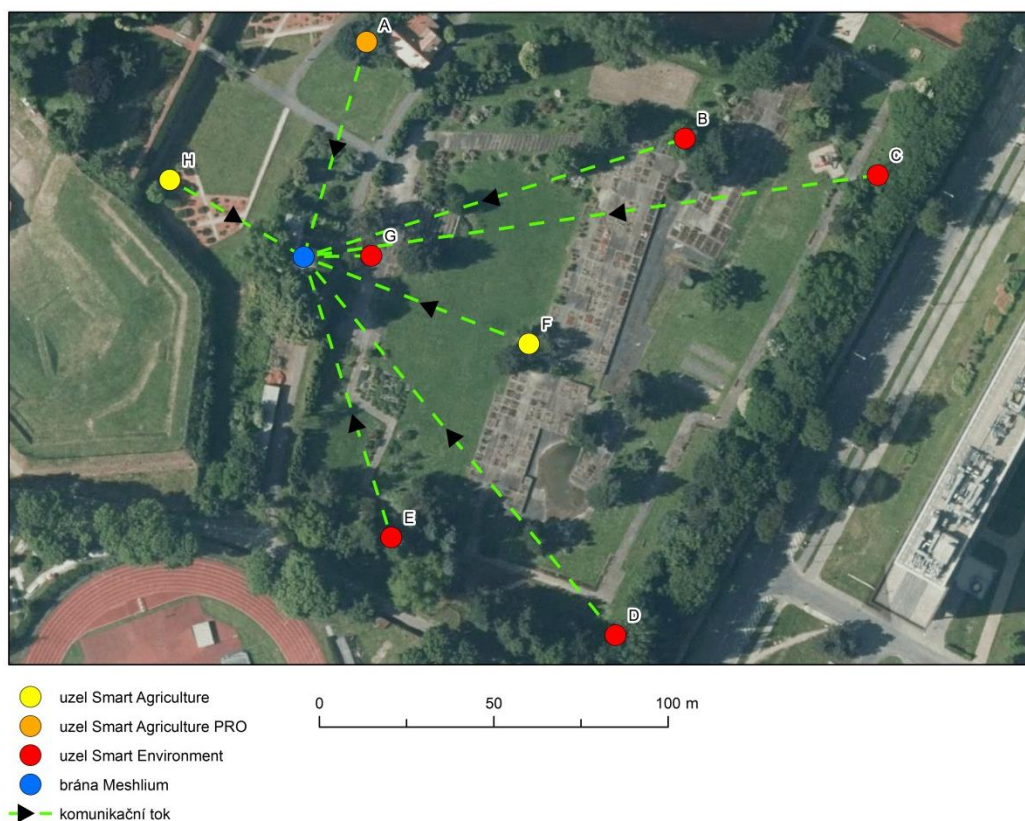 A
B
C
H
G
F
E
D
uzel Smart Agriculture
uzel Smart Agriculture PRO
uzel Smart Environment
brána Meshlium
komunikační tok
0 50 100 m